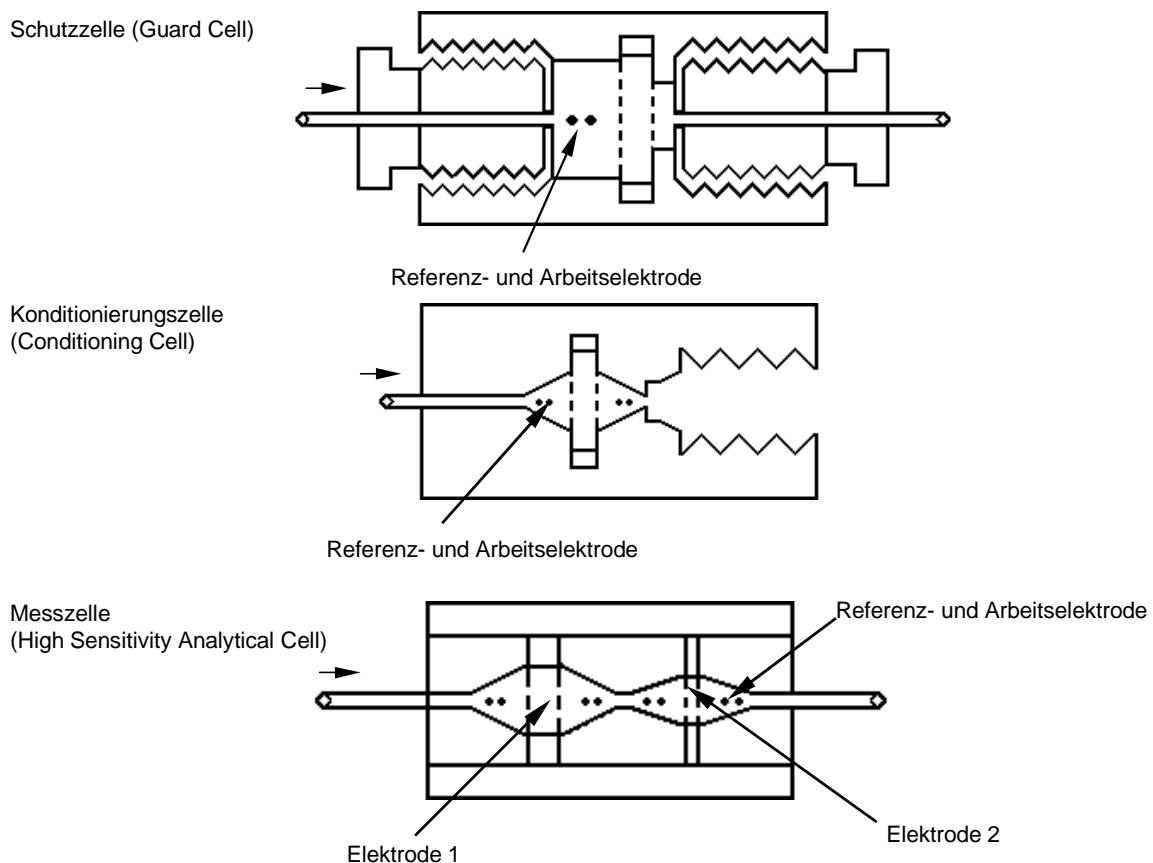 Schutzzelle (Guard Cell)
Referenz- und Arbeitselektrode
Konditionierungszelle
(Conditioning Cell)
Referenz- und Arbeitselektrode
Messzelle
(High Sensitivity Analytical Cell)
Referenz- und Arbeitselektrode
Elektrode 2
Elektrode 1